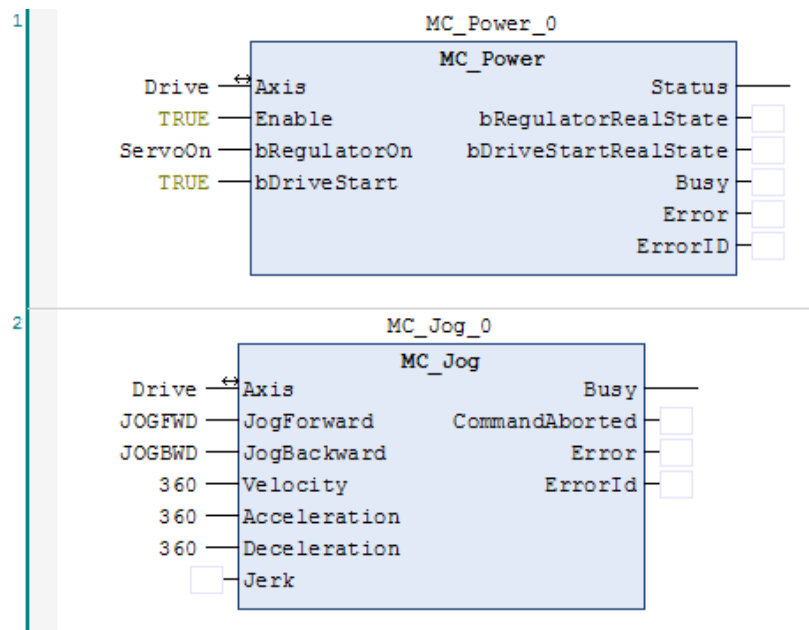 1
MC_Power_0
MC_Power
Drive Axis Status
TRUE Enable bRegulatorRealState
ServoOn bRegulatorOn bDriveStartRealState
TRUE bDriveStart Busy
Error
ErrorID
2
MC_Jog_0
MC_Jog
Drive Axis Busy
JOGFWD JogForward CommandAborted
JOGBWD JogBackward Error
360 Velocity ErrorId
360 Acceleration
360 Deceleration
Jerk